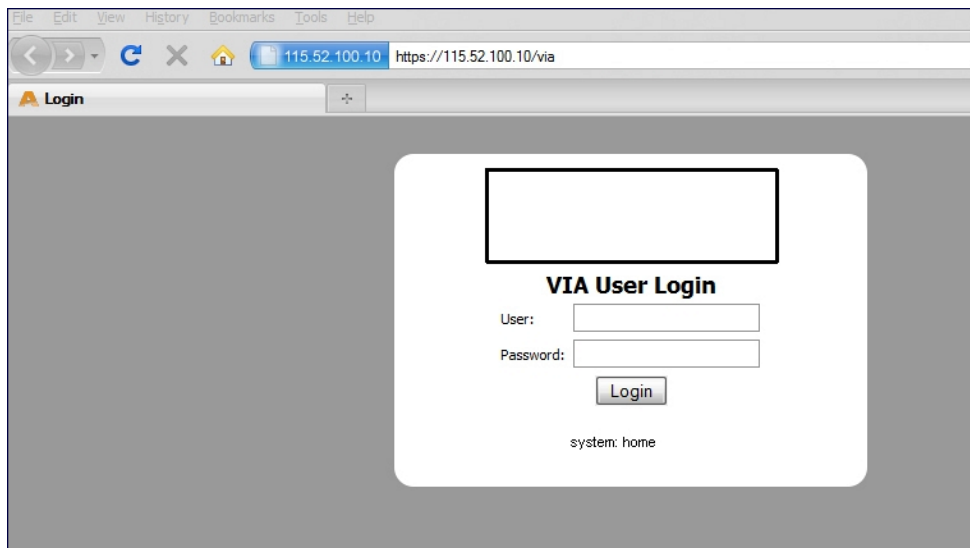 File Edit View History Bookmarks Tools Help
115.52.100.10 https://115.52.100.10/via
Login
VIA User Login
User:
Password:
Login
system: home